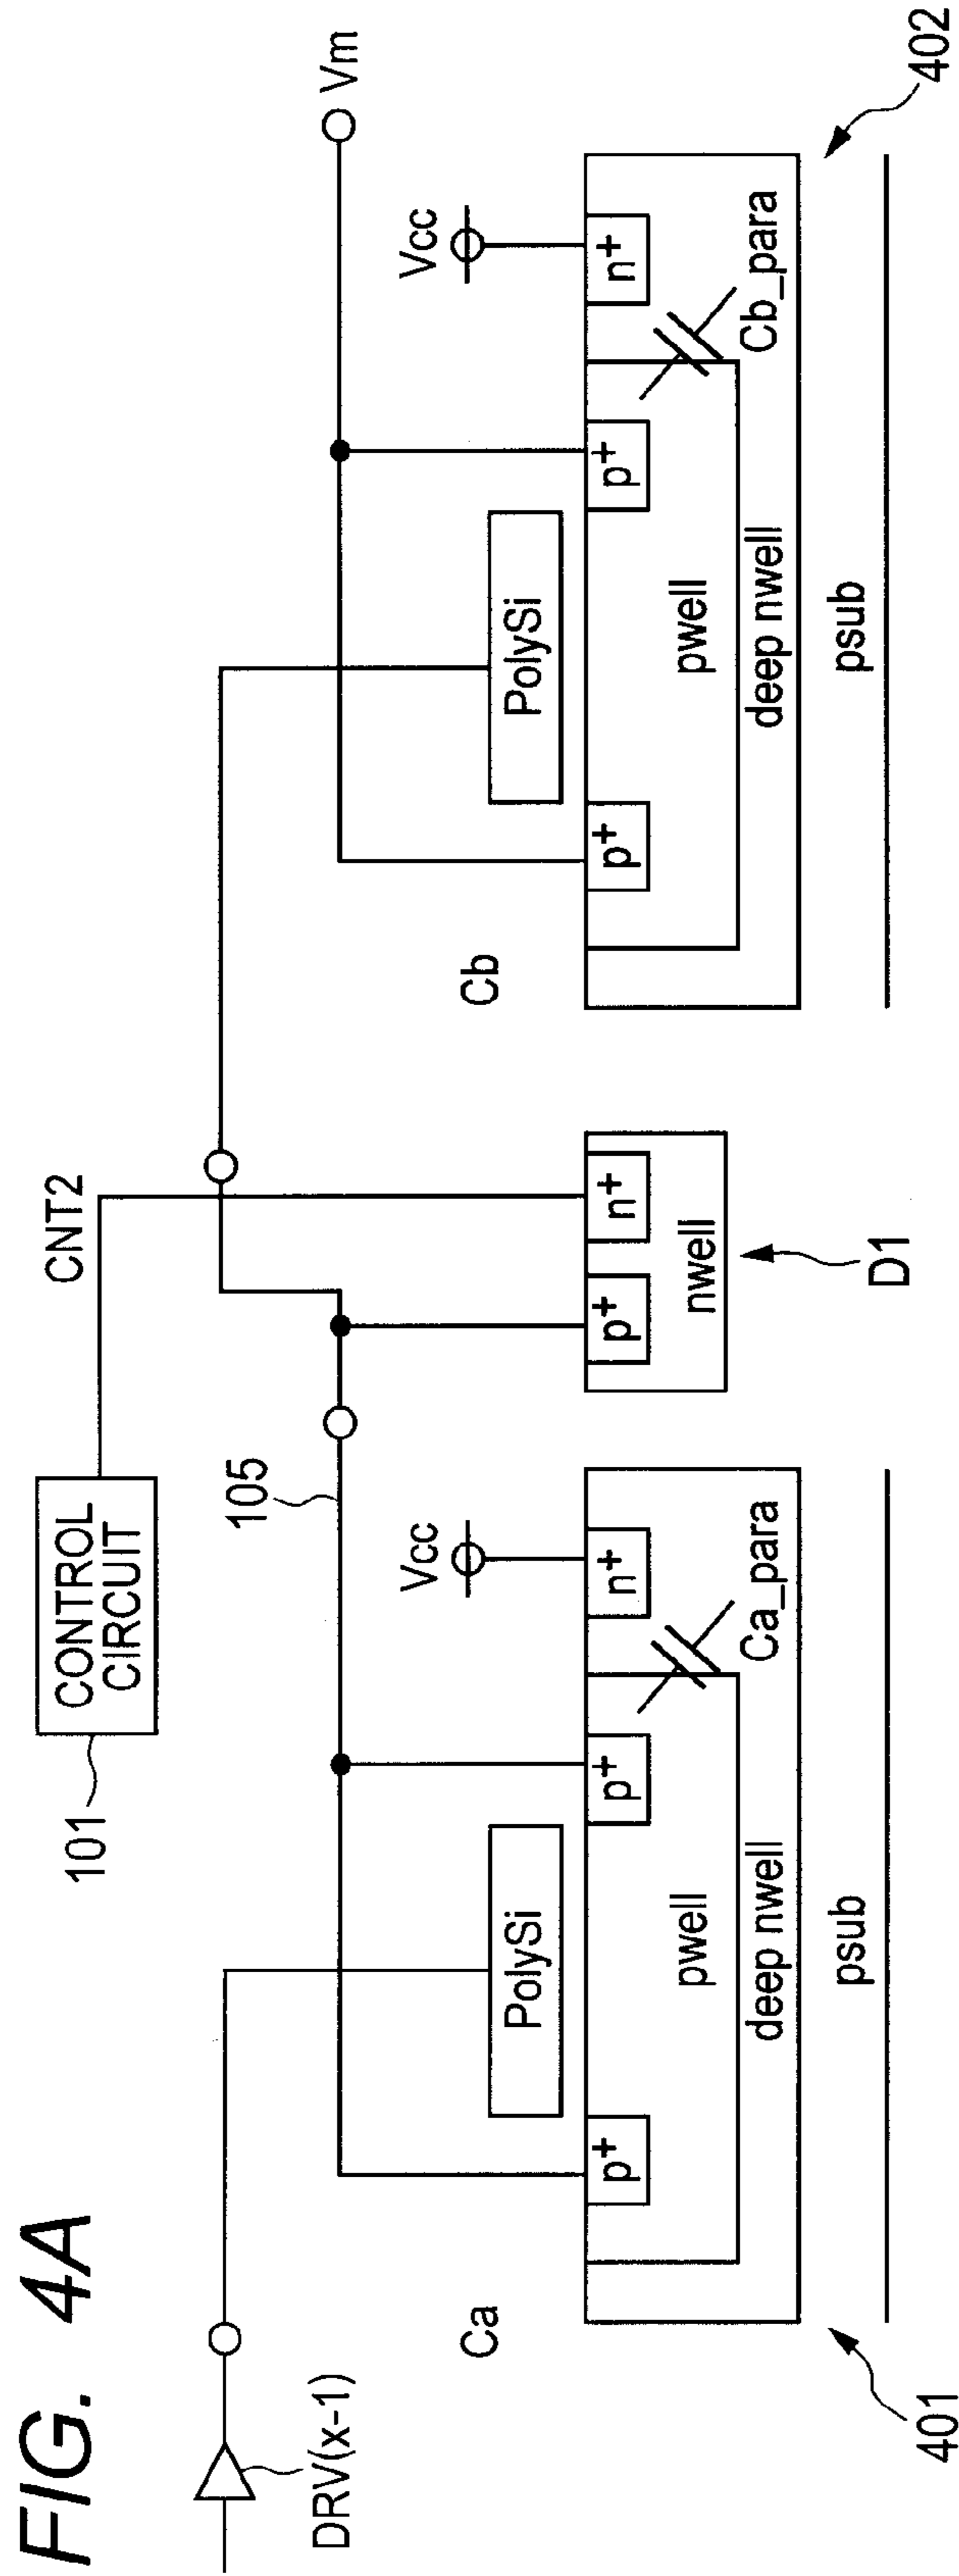 FIG. 4A
DRV(x-1)
101
CONTROL
CIRCUIT
CNT2
105
Vm
Ca
Vcc
PolySi
p+
p+
n+
pwell
Ca_para
deep nwell
psub
401
p+
n+
nwell
D1
Cb
Vcc
PolySi
p+
p+
n+
pwell
Cb_para
deep nwell
psub
402